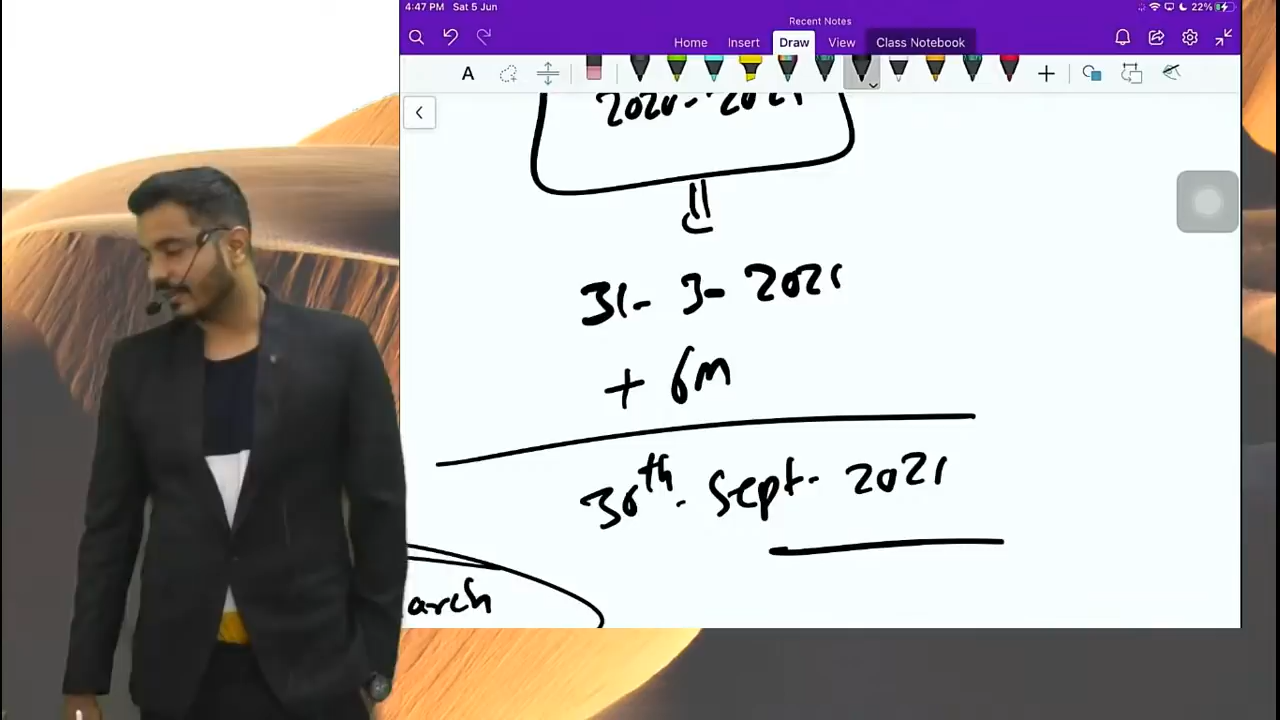 4:47 PM Sat 5 Jun
22%
Recent Notes
Home Insert Draw View Class Notebook
A
2020-2021
31-3-2021
+ 6m
30th. Sept. 2021
arch